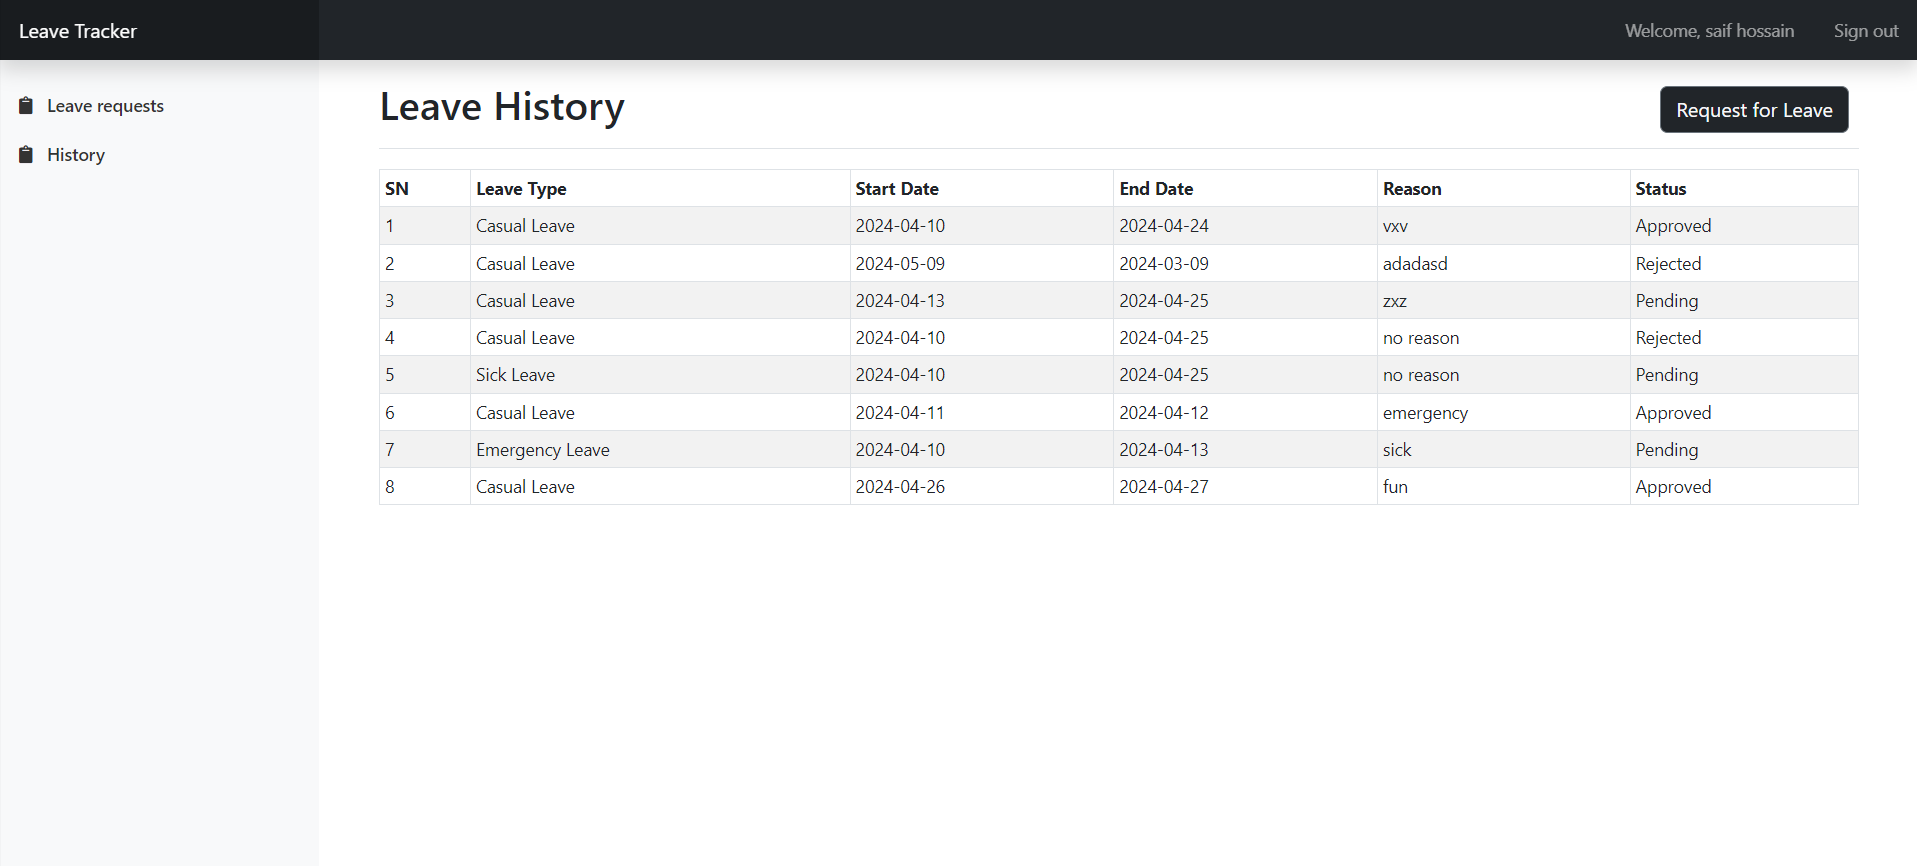 Leave Tracker
Welcome, saif hossain Sign out
Leave requests
History
Leave History
Request for Leave
SN Leave Type Start Date End Date Reason Status
1 Casual Leave 2024-04-10 2024-04-24 vxv Approved
2 Casual Leave 2024-05-09 2024-03-09 adadasd Rejected
3 Casual Leave 2024-04-13 2024-04-25 zxz Pending
4 Casual Leave 2024-04-10 2024-04-25 no reason Rejected
5 Sick Leave 2024-04-10 2024-04-25 no reason Pending
6 Casual Leave 2024-04-11 2024-04-12 emergency Approved
7 Emergency Leave 2024-04-10 2024-04-13 sick Pending
8 Casual Leave 2024-04-26 2024-04-27 fun Approved